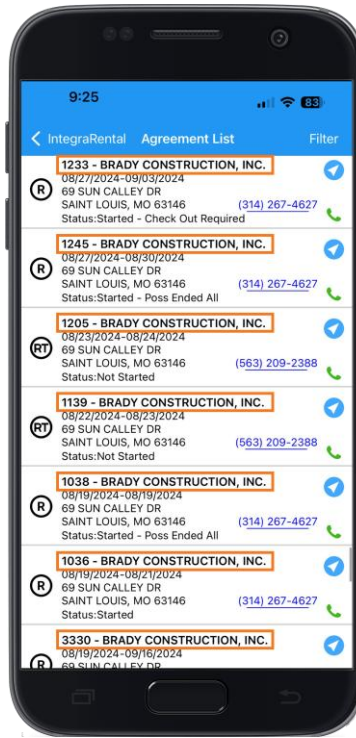 9:25
83
IntegraRental Agreement List Filter
1233 - BRADY CONSTRUCTION, INC.
08/27/2024-09/03/2024
R
69 SUN CALLEY DR
SAINT LOUIS, MO 63146 (314) 267-4627
Status:Started - Check Out Required
1245 - BRADY CONSTRUCTION, INC.
08/27/2024-08/30/2024
R
69 SUN CALLEY DR
SAINT LOUIS, MO 63146 (314) 267-4627
Status:Started - Poss Ended All
1205 - BRADY CONSTRUCTION, INC.
08/23/2024-08/24/2024
RT
69 SUN CALLEY DR
SAINT LOUIS, MO 63146 (563) 209-2388
Status:Not Started
1139 - BRADY CONSTRUCTION, INC.
08/22/2024-08/23/2024
RT
69 SUN CALLEY DR
SAINT LOUIS, MO 63146 (563) 209-2388
Status:Not Started
1038 - BRADY CONSTRUCTION, INC.
08/19/2024-08/19/2024
R
69 SUN CALLEY DR
SAINT LOUIS, MO 63146 (314) 267-4627
Status:Started - Poss Ended All
1036 - BRADY CONSTRUCTION, INC.
08/19/2024-08/21/2024
R
69 SUN CALLEY DR
SAINT LOUIS, MO 63146 (314) 267-4627
Status:Started
3330 - BRADY CONSTRUCTION, INC.
08/19/2024-09/16/2024
R
69 SUN CALLEY DR